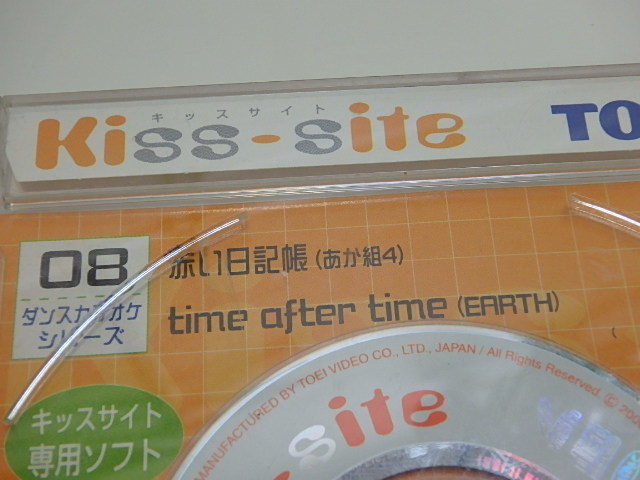 キッスサイト
Kiss-site
TO
08
ダンスカラオケ
シリーズ
赤い日記帳 (あか組4)
time after time (EARTH)
キッスサイト
専用ソフト
MANUFACTURED BY TOEI VIDEO CO., LTD., JAPAN / All Rights Reserved.
-site